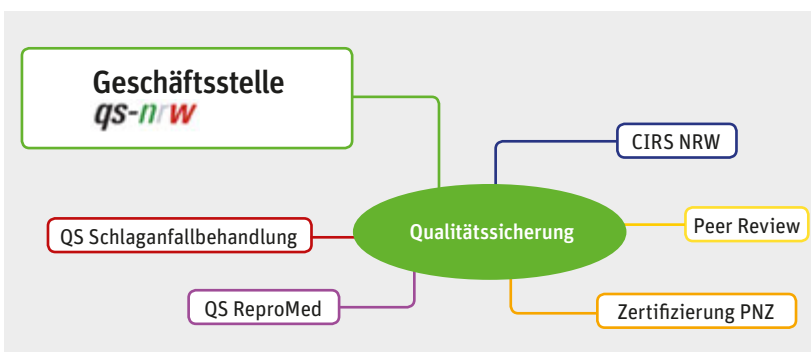 Geschäftsstelle
qs-nrw
CIRS NRW
QS Schlaganfallbehandlung
Qualitätssicherung
Peer Review
QS ReproMed
Zertifizierung PNZ